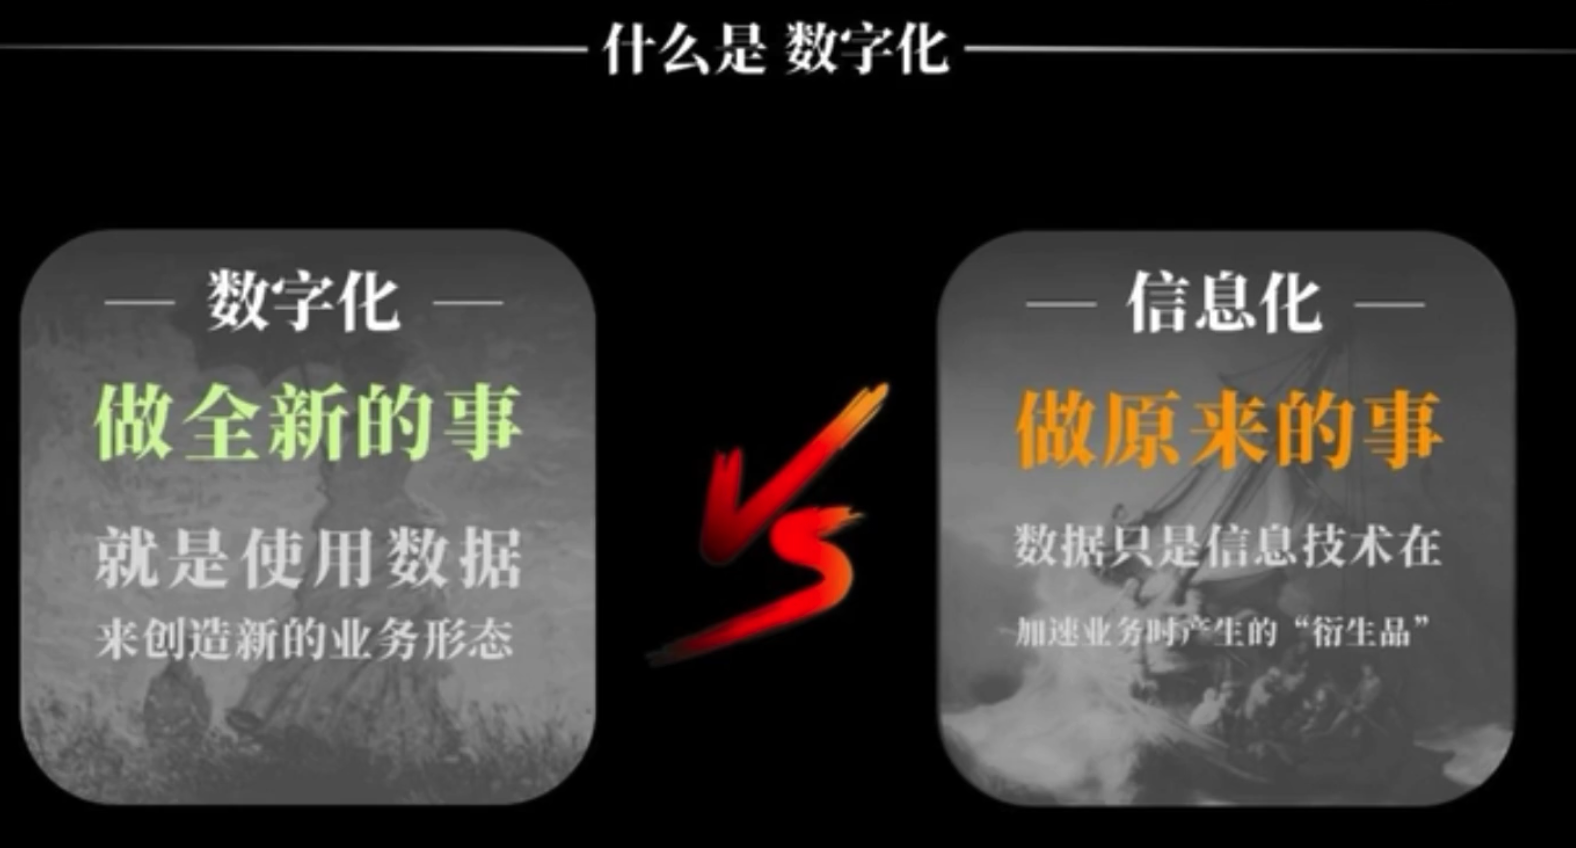 什么是 数字化
数字化
做全新的事
就是使用数据
来创造新的业务形态
VS
信息化
做原来的事
数据只是信息技术在
加速业务时产生的“衍生品”